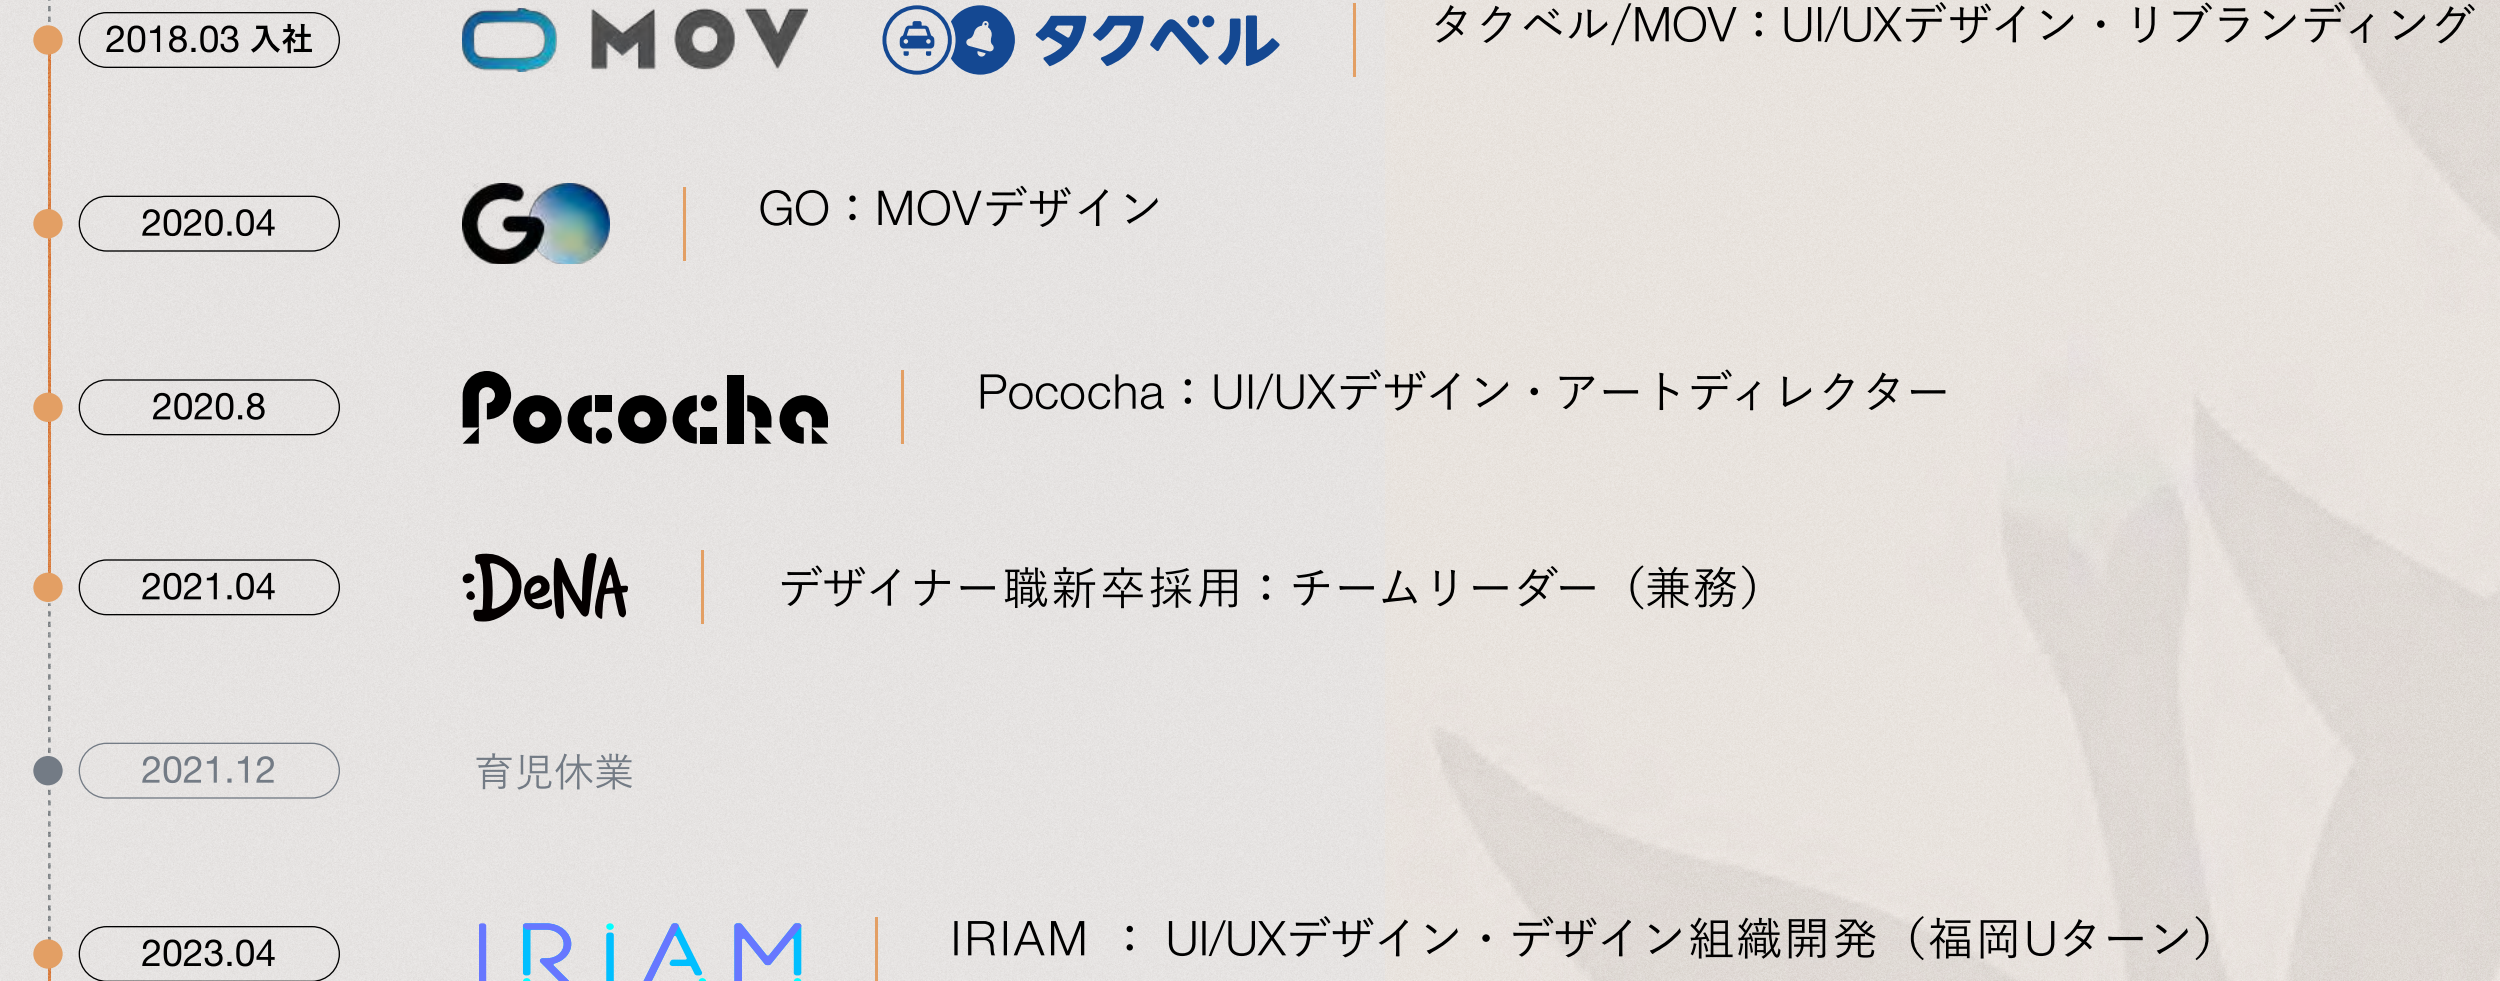 2018.03 入社
MOV
タクベル
タクベル/MOV：UI/UXデザイン・リブランディング
2020.04
GO
GO：MOVデザイン
2020.8
Pococha
Pococha：UI/UXデザイン・アートディレクター
2021.04
:DeNA
デザイナー職新卒採用：チームリーダー（兼務）
2021.12
育児休業
2023.04
IRIAM
IRIAM ： UI/UXデザイン・デザイン組織開発（福岡Uターン）